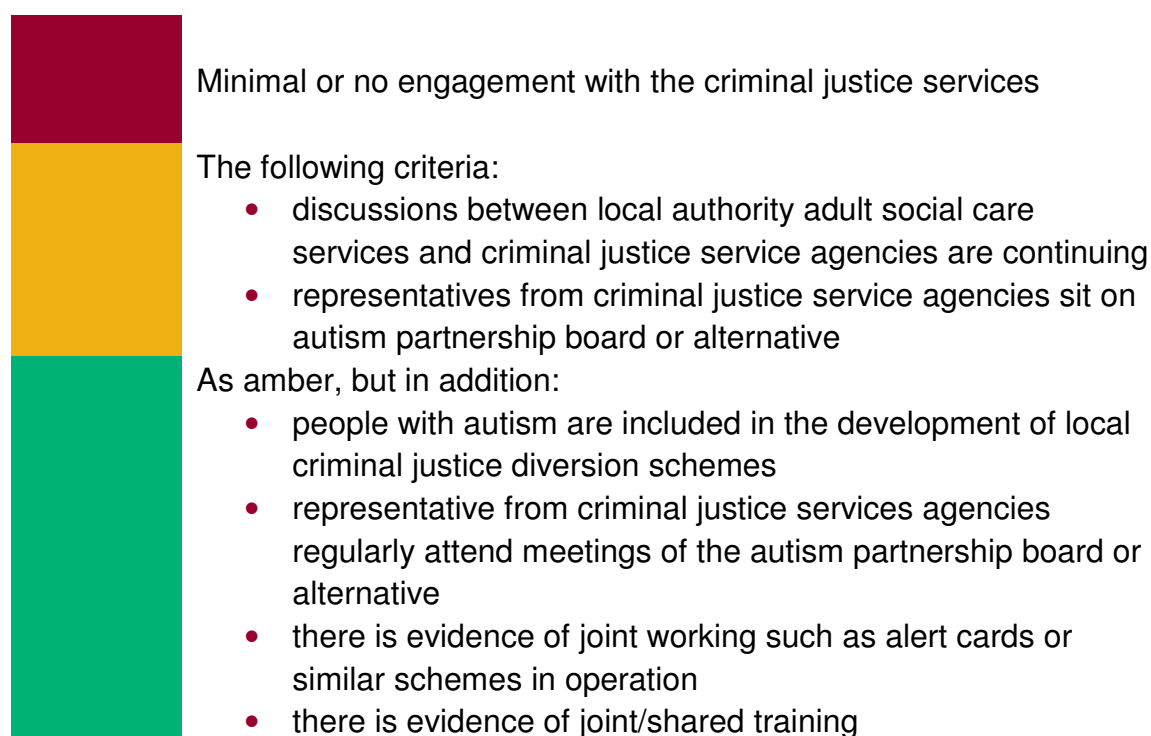 Minimal or no engagement with the criminal justice services
The following criteria:
• discussions between local authority adult social care
services and criminal justice service agencies are continuing
• representatives from criminal justice service agencies sit on
autism partnership board or alternative
As amber, but in addition:
• people with autism are included in the development of local
criminal justice diversion schemes
• representative from criminal justice services agencies
regularly attend meetings of the autism partnership board or
alternative
• there is evidence of joint working such as alert cards or
similar schemes in operation
• there is evidence of joint/shared training